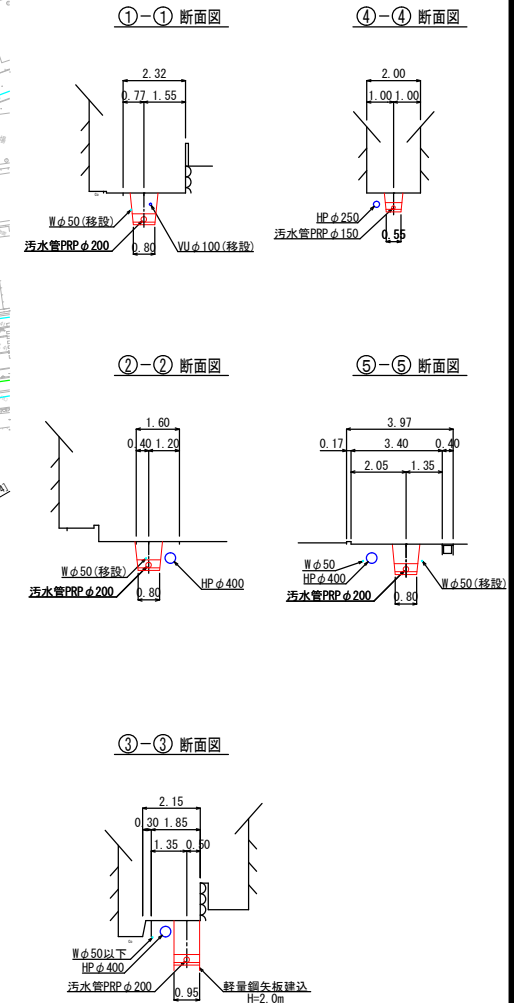 ①-① 断面図
2.32
0.77 1.55
Wφ50(移設)
汚水管PRPφ200
VUφ100(移設)
0.80
④-④ 断面図
2.00
1.00 1.00
HPφ250
汚水管PRPφ150
0.55
②-② 断面図
1.60
0.40 1.20
Wφ50(移設)
汚水管PRPφ200
HPφ400
0.80
⑤-⑤ 断面図
3.97
0.17 3.40 0.40
2.05 1.35
Wφ50
HPφ400
汚水管PRPφ200
Wφ50(移設)
0.80
③-③ 断面図
2.15
0.30 1.85
1.35 0.50
Wφ50以下
HPφ400
汚水管PRPφ200
軽量鋼矢板建込
H=2.0m
0.95